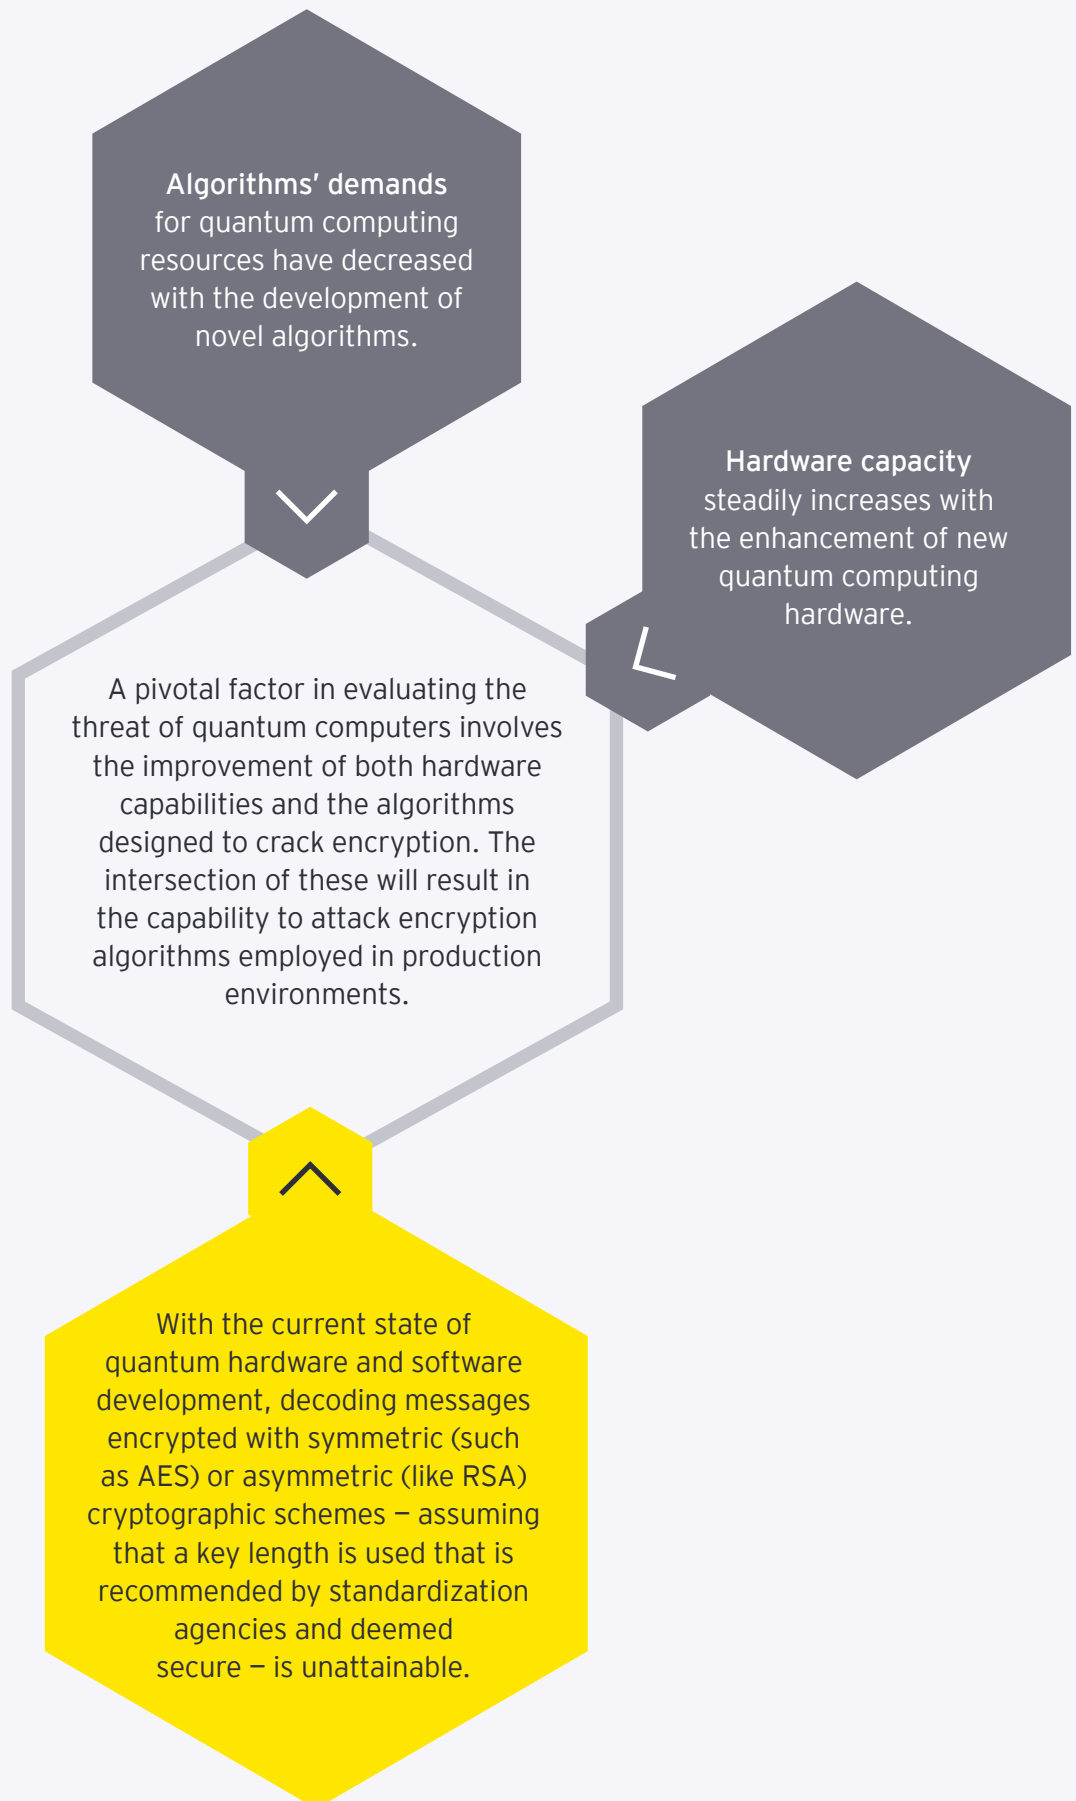 Algorithms’ demands
for quantum computing
resources have decreased
with the development of
novel algorithms.
Hardware capacity
steadily increases with
the enhancement of new
quantum computing
hardware.
A pivotal factor in evaluating the
threat of quantum computers involves
the improvement of both hardware
capabilities and the algorithms
designed to crack encryption. The
intersection of these will result in
the capability to attack encryption
algorithms employed in production
environments.
With the current state of
quantum hardware and software
development, decoding messages
encrypted with symmetric (such
as AES) or asymmetric (like RSA)
cryptographic schemes – assuming
that a key length is used that is
recommended by standardization
agencies and deemed
secure – is unattainable.